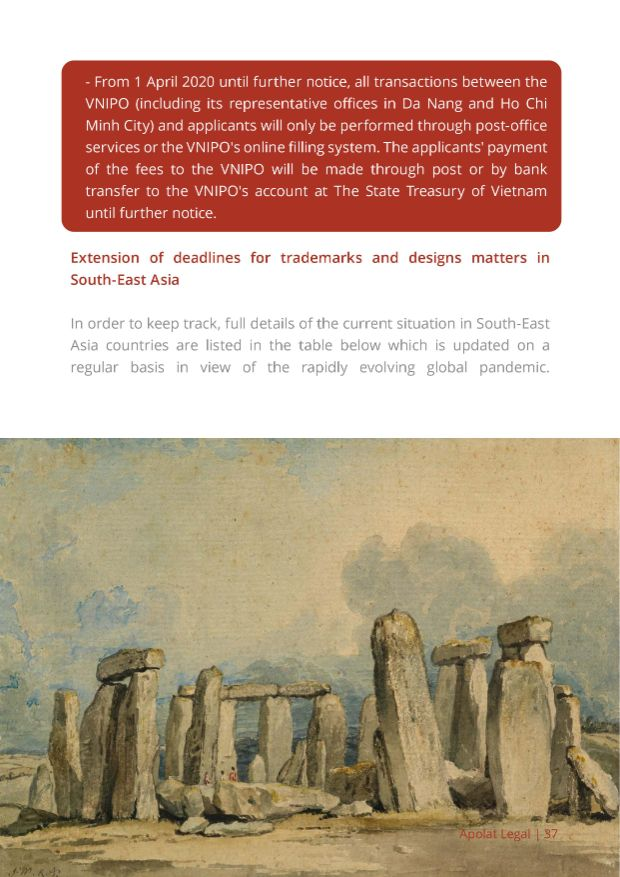 - From 1 April 2020 until further notice, all transactions between the
VNIPO (including its representative offices in Da Nang and Ho Chi
Minh City) and applicants will only be performed through post-office
services or the VNIPO's online filling system. The applicants' payment
of the fees to the VNIPO will be made through post or by bank
transfer to the VNIPO's account at The State Treasury of Vietnam
until further notice.
Extension of deadlines for trademarks and designs matters in
South-East Asia
In order to keep track, full details of the current situation in South-East
Asia countries are listed in the table below which is updated on a
regular basis in view of the rapidly evolving global pandemic.
Apolat Legal | 37